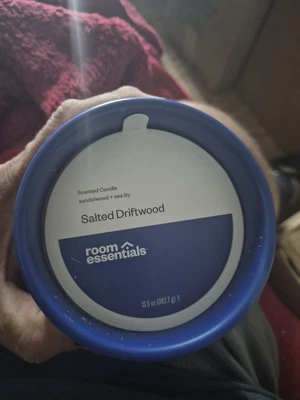 Scented Candle
sandalwood + sea lily
Salted Driftwood
room
essentials